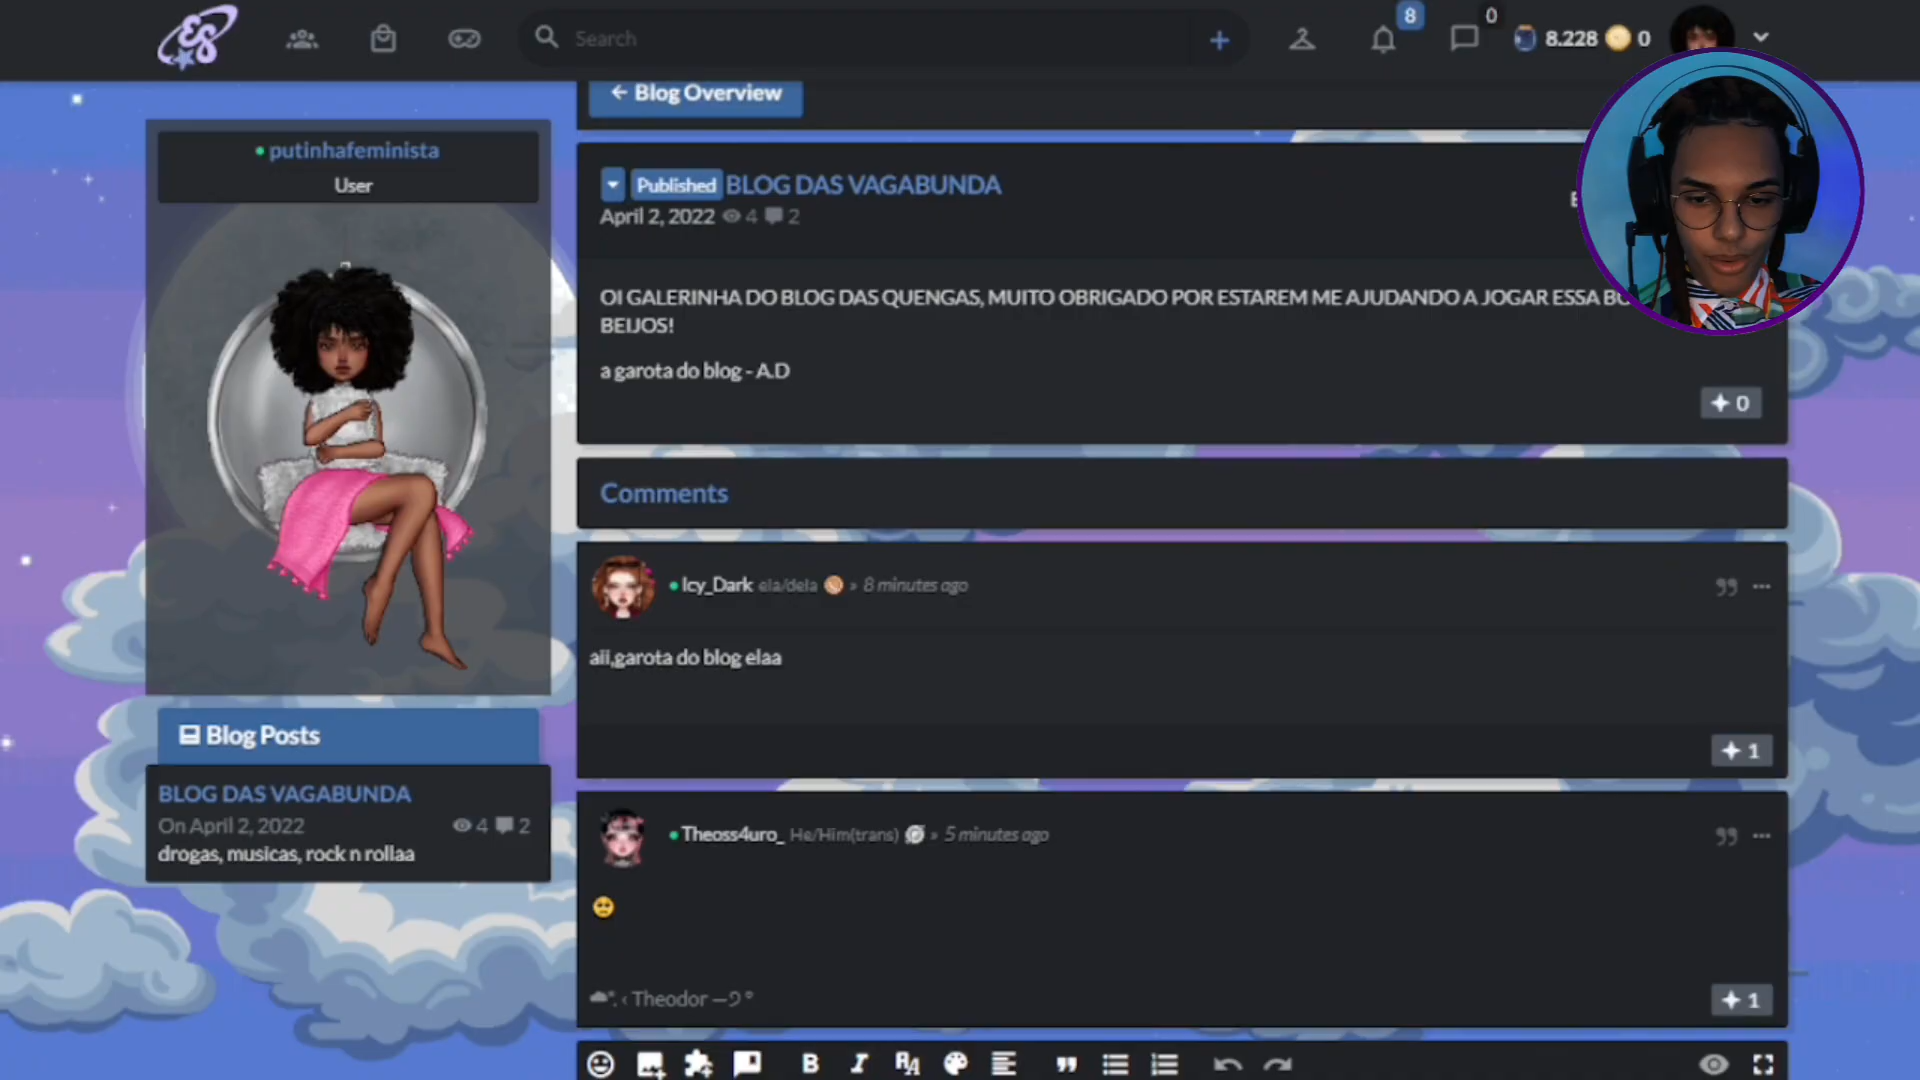 ES
Search
8
0
8.228
0
← Blog Overview
• putinhafeminista
User
Published BLOG DAS VAGABUNDA
April 2, 2022 4 2
OI GALERINHA DO BLOG DAS QUENGAS, MUITO OBRIGADO POR ESTAREM ME AJUDANDO A JOGAR ESSA
BEIJOS!
a garota do blog - A.D
0
Comments
• Icy_Dark ela/dela » 8 minutes ago
aii,garota do blog elaa
1
Blog Posts
BLOG DAS VAGABUNDA
On April 2, 2022 4 2
drogas, musicas, rock n rollaa
• Theoss4uro_ He/Him(trans) » 5 minutes ago
🥺
☁°. ‹ Theodor —੭ °
1